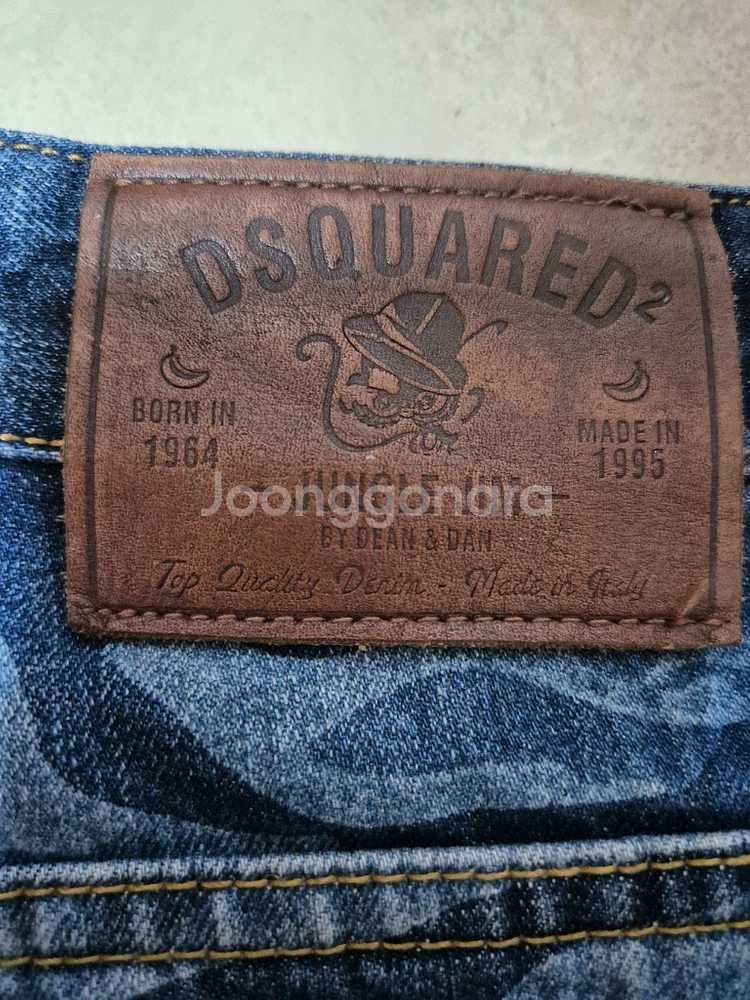 DSQUARED²
BORN IN
1964
MADE IN
1995
Joonggonara
BY DEAN & DAN
Top Quality Denim - Made in Italy